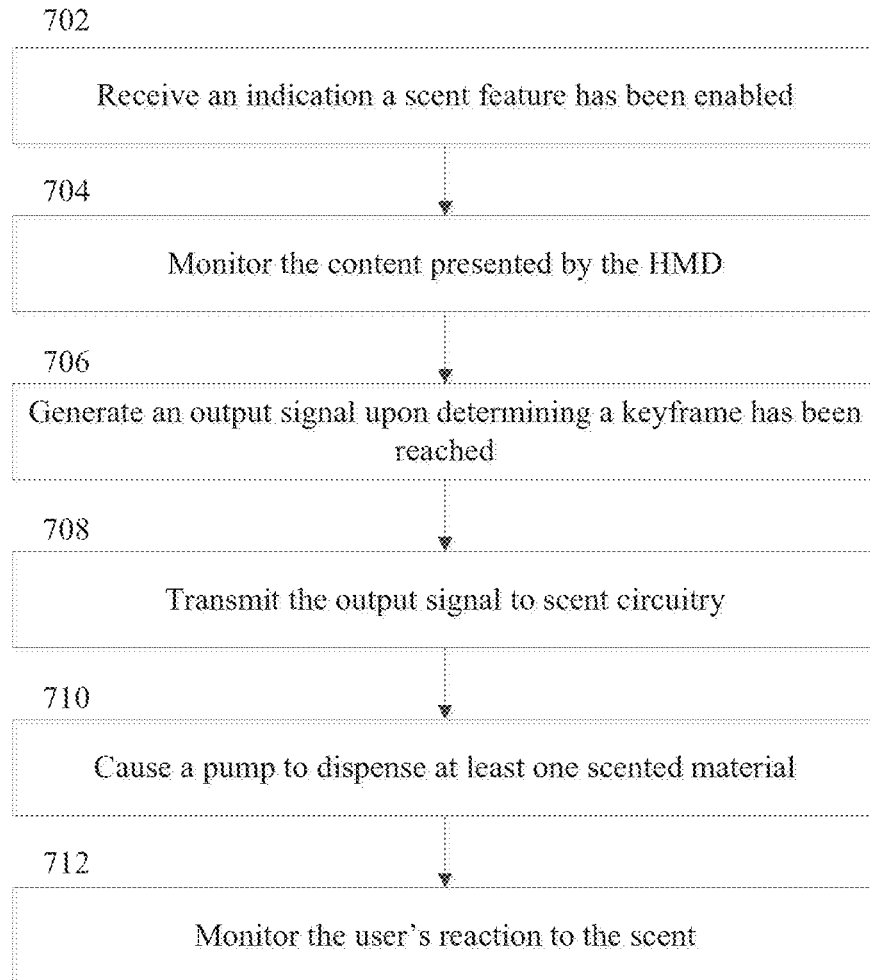 702
Receive an indication a scent feature has been enabled
704
Monitor the content presented by the HMD
706
Generate an output signal upon determining a keyframe has been
reached
708
Transmit the output signal to scent circuitry
710
Cause a pump to dispense at least one scented material
712
Monitor the user's reaction to the scent